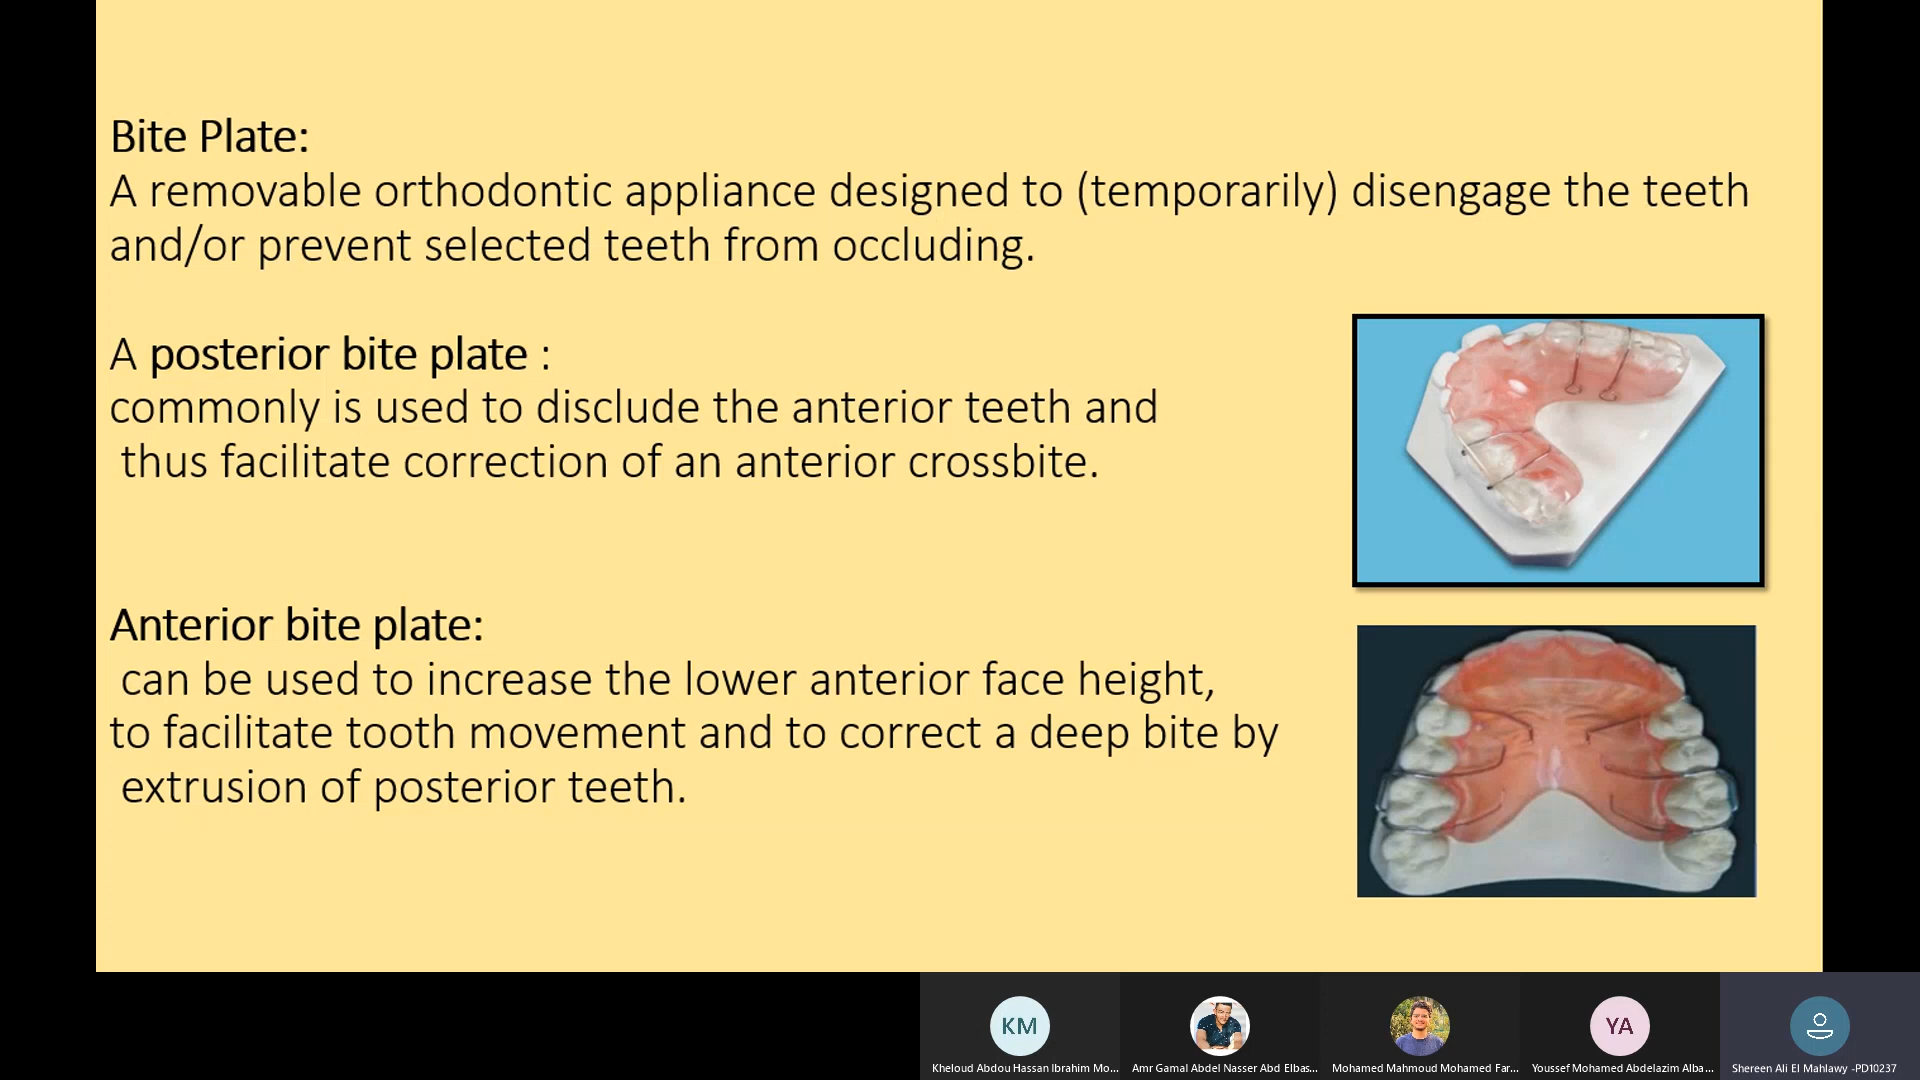 Bite Plate:
A removable orthodontic appliance designed to (temporarily) disengage the teeth
and/or prevent selected teeth from occluding.
A posterior bite plate :
commonly is used to disclude the anterior teeth and
thus facilitate correction of an anterior crossbite.
Anterior bite plate:
can be used to increase the lower anterior face height,
to facilitate tooth movement and to correct a deep bite by
extrusion of posterior teeth.
KM
YA
Kheloud Abdou Hassan Ibrahim Mo...
Amr Gamal Abdel Nasser Abd Elbas...
Mohamed Mahmoud Mohamed Far...
Youssef Mohamed Abdelazim Alba...
Shereen Ali El Mahlawy -PD10237